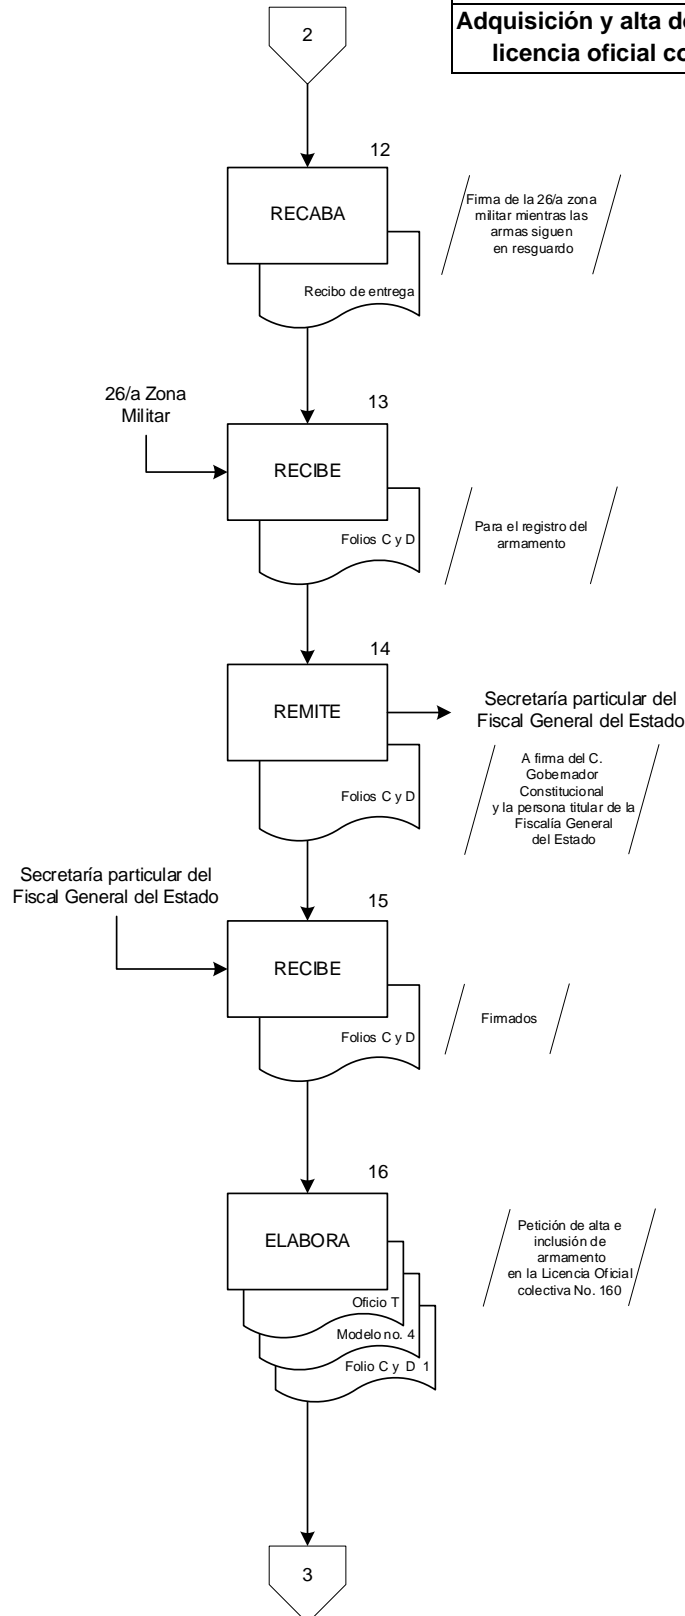 2
Adquisición y alta d
licencia oficial co
12
RECABA
Firma de la 26/a zona
militar mientras las
armas siguen
en resguardo
Recibo de entrega
26/a Zona
Militar
13
RECIBE
Folios C y D
Para el registro del
armamento
14
REMITE
Secretaría particular del
Fiscal General del Estado
Folios C y D
A firma del C.
Gobernador
Constitucional
y la persona titular de la
Fiscalía General
del Estado
Secretaría particular del
Fiscal General del Estado
15
RECIBE
Folios C y D
Firmados
16
ELABORA
Petición de alta e
inclusión de
armamento
en la Licencia Oficial
colectiva No. 160
Oficio T
Modelo no. 4
Folio C y D 1
3